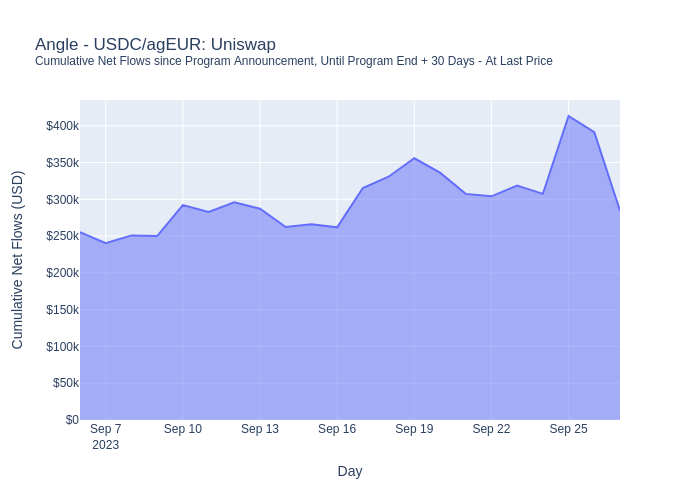 Angle - USDC/agEUR: Uniswap
Cumulative Net Flows since Program Announcement, Until Program End + 30 Days - At Last Price
Cumulative Net Flows (USD)
$400k
$350k
$300k
$250k
$200k
$150k
$100k
$50k
$0
Sep 7 Sep 10 Sep 13 Sep 16 Sep 19 Sep 22 Sep 25
2023
Day